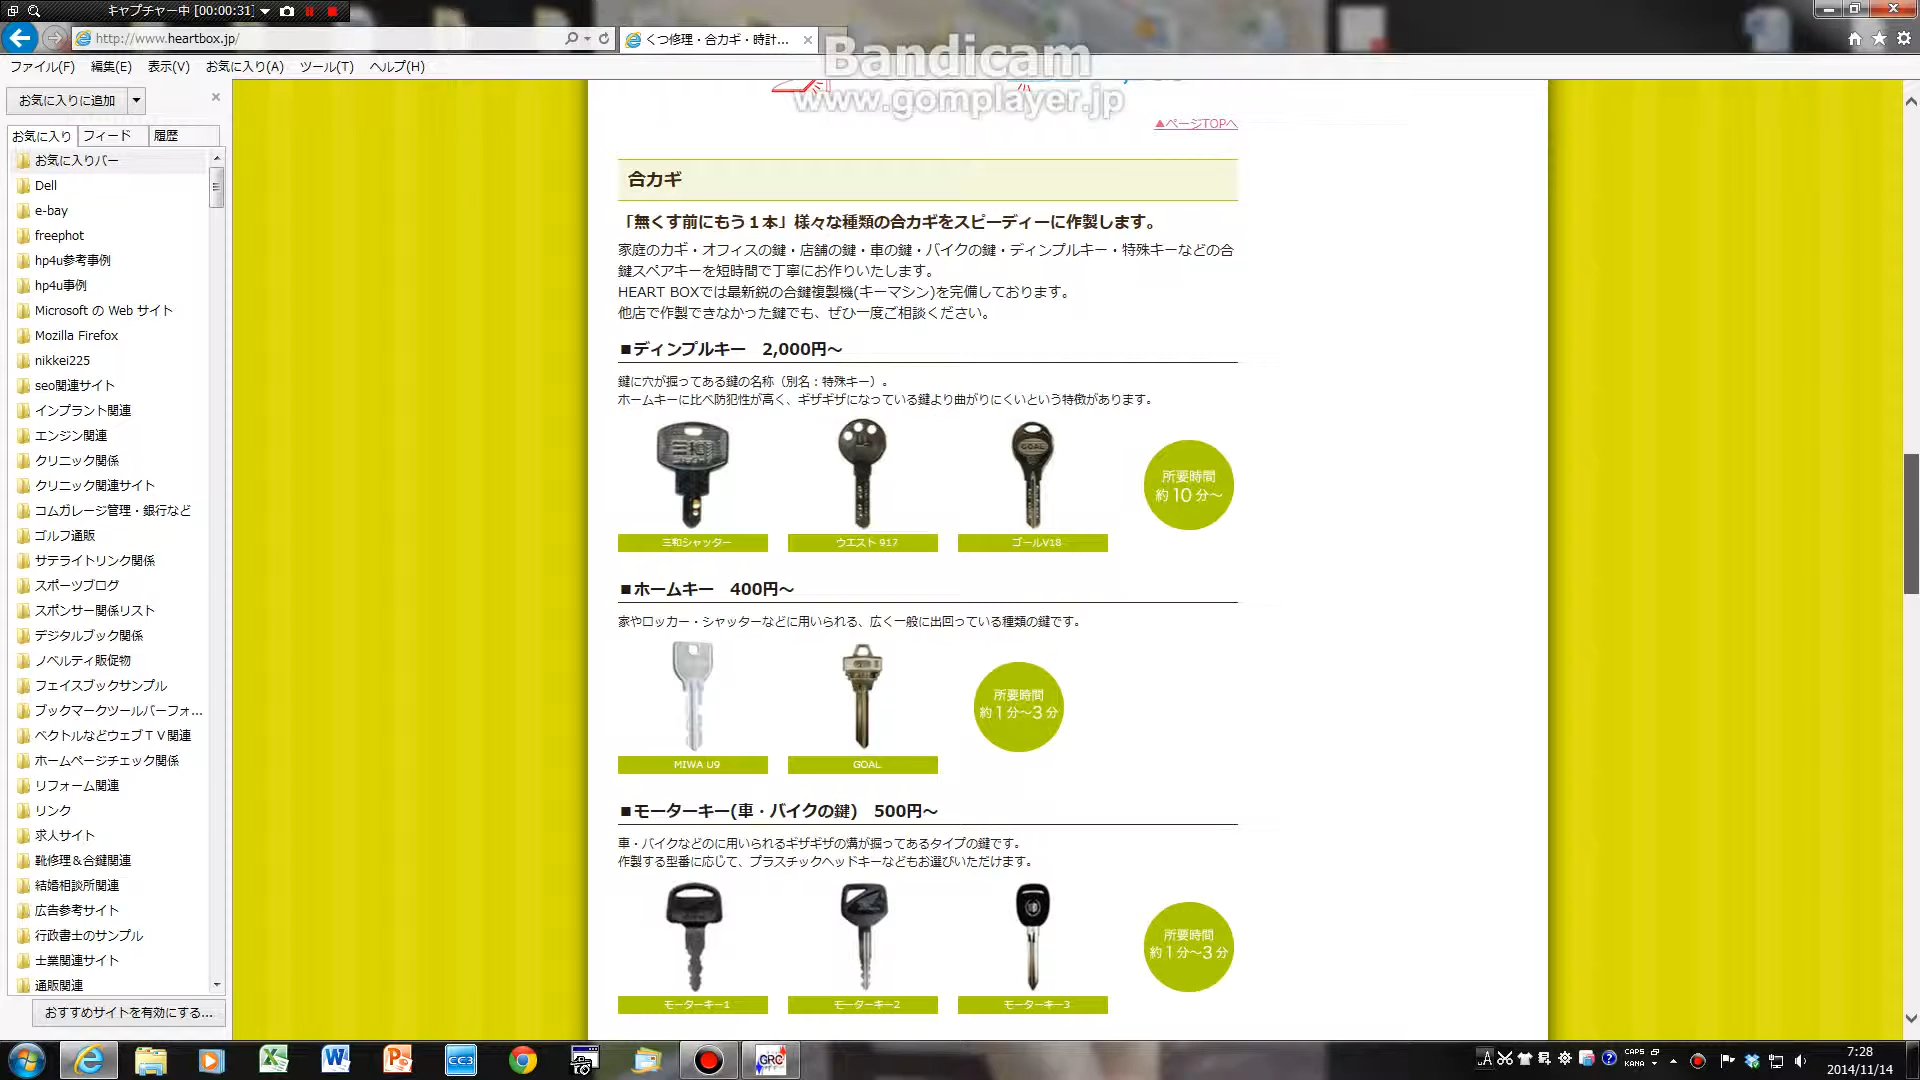 キャプチャー中 [00:00:31]
http://www.heartbox.jp/
くつ修理・合カギ・時計...
Bandicam
www.gomplayer.jp
ファイル(F) 編集(E) 表示(V) お気に入り(A) ツール(T) ヘルプ(H)
お気に入りに追加
お気に入り フィード 履歴
お気に入りバー
Dell
e-bay
freephot
hp4u参考事例
hp4u事例
Microsoft の Web サイト
Mozilla Firefox
nikkei225
seo関連サイト
インプラント関連
エンジン関連
クリニック関係
クリニック関連サイト
コムガレージ管理・銀行など
ゴルフ通販
サテライトリンク関係
スポーツブログ
スポンサー関係リスト
デジタルブック関係
ノベルティ販促物
フェイスブックサンプル
ブックマークツールバーフォ...
ベクトルなどウェブTV関連
ホームページチェック関係
リフォーム関連
リンク
求人サイト
靴修理&合鍵関連
結婚相談所関連
広告参考サイト
行政書士のサンプル
士業関連サイト
通販関連
おすすめサイトを有効にする...
▲ページTOPへ
合カギ
「無くす前にもう1本」様々な種類の合カギをスピーディーに作製します。
家庭のカギ・オフィスの鍵・店舗の鍵・車の鍵・バイクの鍵・ディンプルキー・特殊キーなどの合
鍵スペアキーを短時間で丁寧にお作りいたします。
HEART BOXでは最新鋭の合鍵複製機(キーマシン)を完備しております。
他店で作製できなかった鍵でも、ぜひ一度ご相談ください。
■ディンプルキー 2,000円～
鍵に穴が掘ってある鍵の名称（別名：特殊キー）。
ホームキーに比べ防犯性が高く、ギザギザになっている鍵より曲がりにくいという特徴があります。
所要時間
約10分～
三和シャッター ウエスト 917 ゴールV18
■ホームキー 400円～
家やロッカー・シャッターなどに用いられる、広く一般に出回っている種類の鍵です。
所要時間
約1分～3分
MIWA U9 GOAL
■モーターキー(車・バイクの鍵) 500円～
車・バイクなどのに用いられるギザギザの溝が掘ってあるタイプの鍵です。
作製する型番に応じて、プラスチックヘッドキーなどもお選びいただけます。
所要時間
約1分～3分
モーターキー1 モーターキー2 モーターキー3
CC3
GRC
CAPS
KANA
7:28
2014/11/14